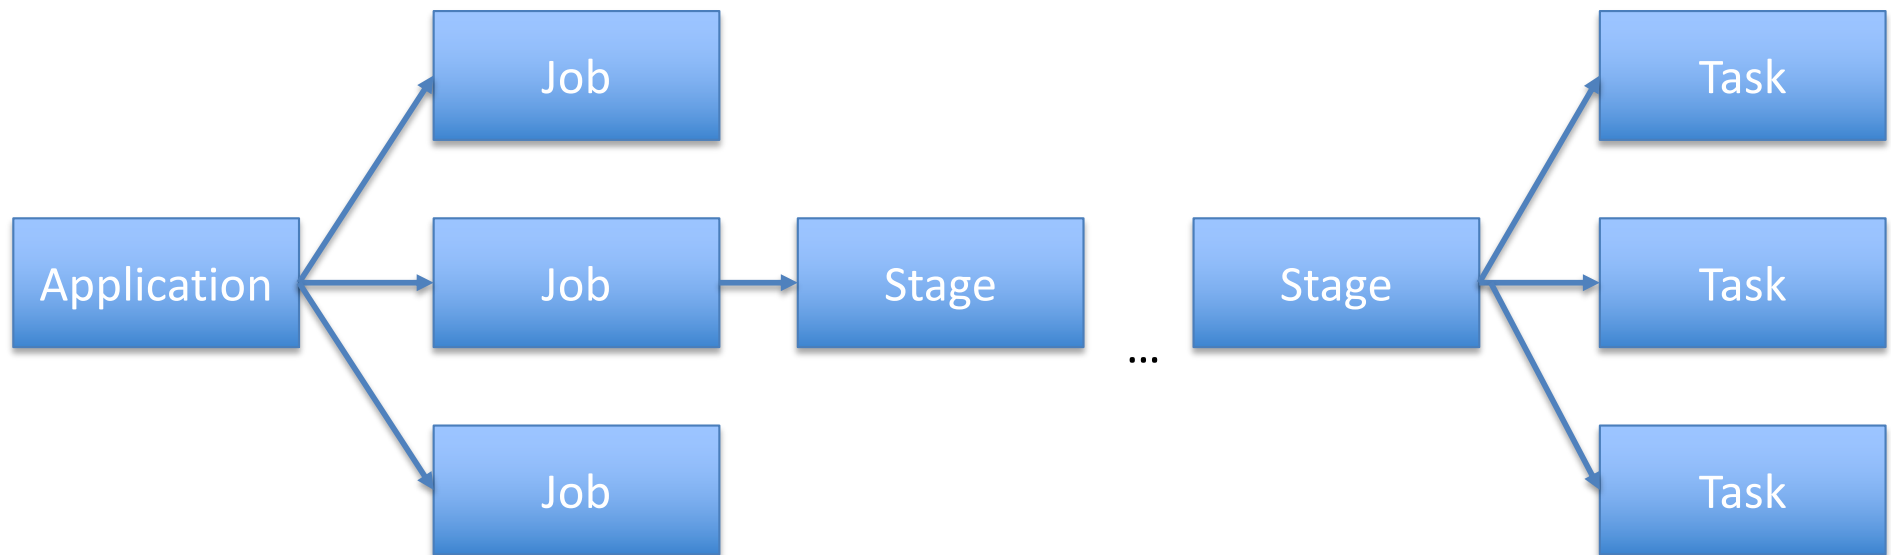 Job
Task
Application
Job
Stage
Stage
Task
...
Job
Task